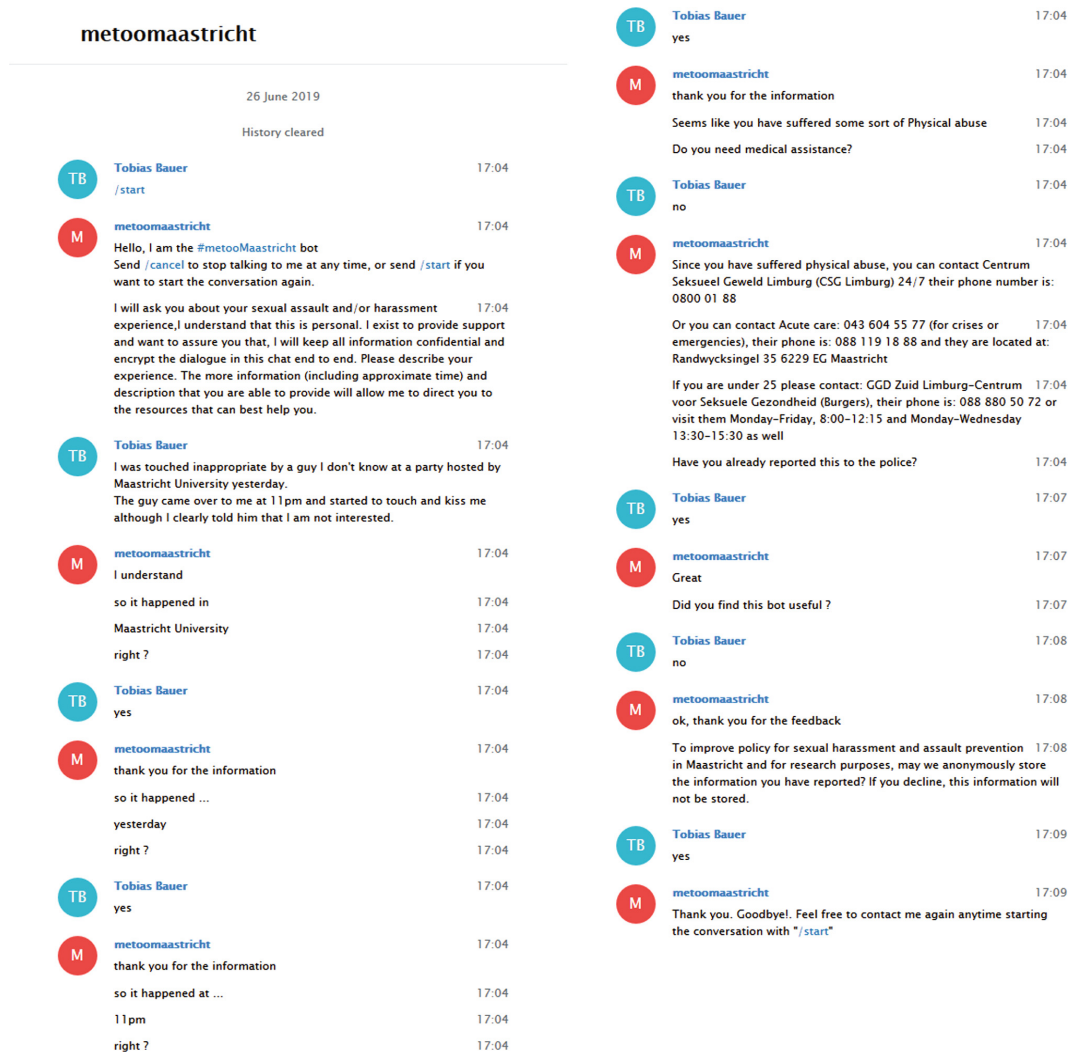 metoomaastricht
26 June 2019
History cleared
TB
Tobias Bauer 17:04
/start
M
metoomaastricht 17:04
Hello, I am the #metooMaastricht bot
Send /cancel to stop talking to me at any time, or send /start if you
want to start the conversation again.
I will ask you about your sexual assault and/or harassment 17:04
experience,I understand that this is personal. I exist to provide support
and want to assure you that, I will keep all information confidential and
encrypt the dialogue in this chat end to end. Please describe your
experience. The more information (including approximate time) and
description that you are able to provide will allow me to direct you to
the resources that can best help you.
TB
Tobias Bauer 17:04
I was touched inappropriate by a guy I don't know at a party hosted by
Maastricht University yesterday.
The guy came over to me at 11pm and started to touch and kiss me
although I clearly told him that I am not interested.
M
metoomaastricht 17:04
I understand
so it happened in 17:04
Maastricht University 17:04
right ? 17:04
TB
Tobias Bauer 17:04
yes
M
metoomaastricht 17:04
thank you for the information
so it happened ... 17:04
yesterday 17:04
right ? 17:04
TB
Tobias Bauer 17:04
yes
M
metoomaastricht 17:04
thank you for the information
so it happened at ... 17:04
11pm 17:04
right ? 17:04
TB
Tobias Bauer 17:04
yes
M
metoomaastricht 17:04
thank you for the information
Seems like you have suffered some sort of Physical abuse 17:04
Do you need medical assistance? 17:04
TB
Tobias Bauer 17:04
no
M
metoomaastricht 17:04
Since you have suffered physical abuse, you can contact Centrum
Seksueel Geweld Limburg (CSG Limburg) 24/7 their phone number is:
0800 01 88
Or you can contact Acute care: 043 604 55 77 (for crises or 17:04
emergencies), their phone is: 088 119 18 88 and they are located at:
Randwycksingel 35 6229 EG Maastricht
If you are under 25 please contact: GGD Zuid Limburg-Centrum 17:04
voor Seksuele Gezondheid (Burgers), their phone is: 088 880 50 72 or
visit them Monday-Friday, 8:00-12:15 and Monday-Wednesday
13:30-15:30 as well
Have you already reported this to the police? 17:04
TB
Tobias Bauer 17:07
yes
M
metoomaastricht 17:07
Great
Did you find this bot useful ? 17:07
TB
Tobias Bauer 17:08
no
M
metoomaastricht 17:08
ok, thank you for the feedback
To improve policy for sexual harassment and assault prevention 17:08
in Maastricht and for research purposes, may we anonymously store
the information you have reported? If you decline, this information will
not be stored.
TB
Tobias Bauer 17:09
yes
M
metoomaastricht 17:09
Thank you. Goodbye!. Feel free to contact me again anytime starting
the conversation with "/start"